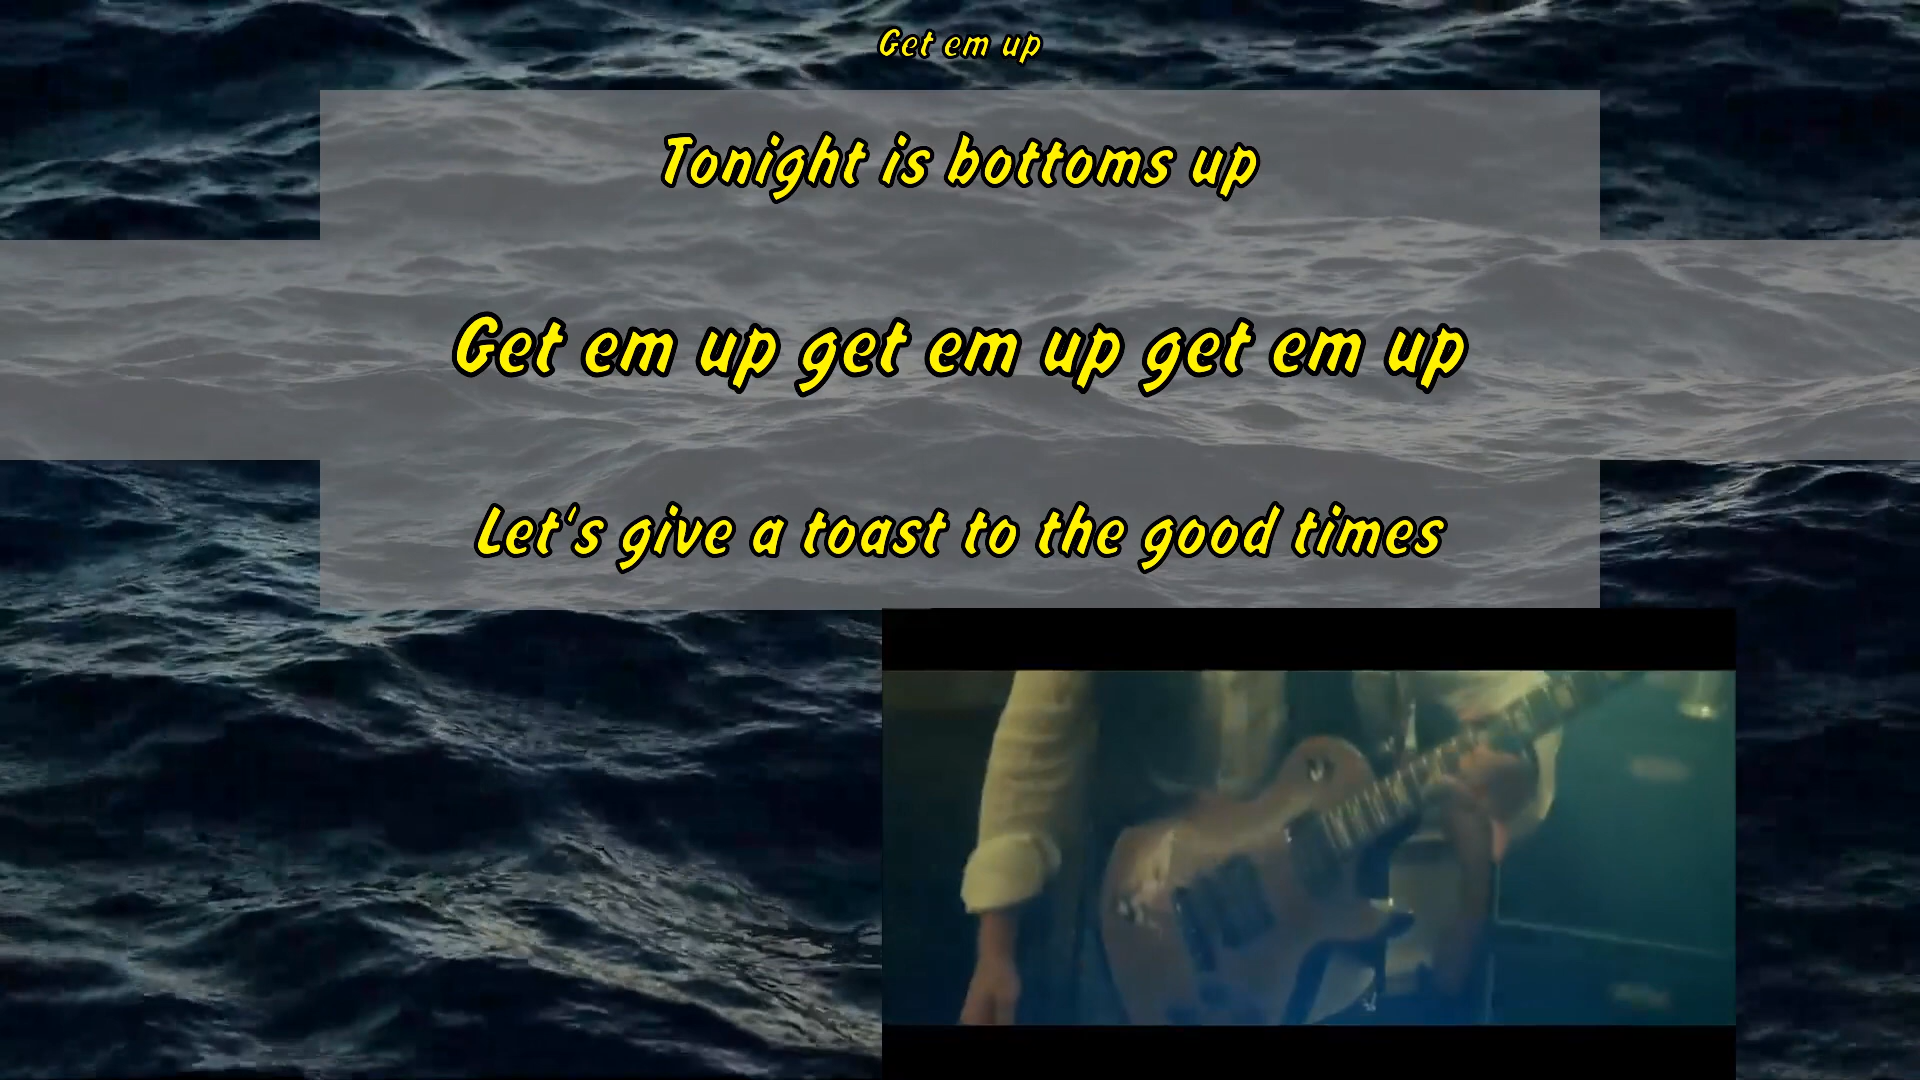 Get em up
Tonight is bottoms up
Get em up get em up get em up
Let's give a toast to the good times